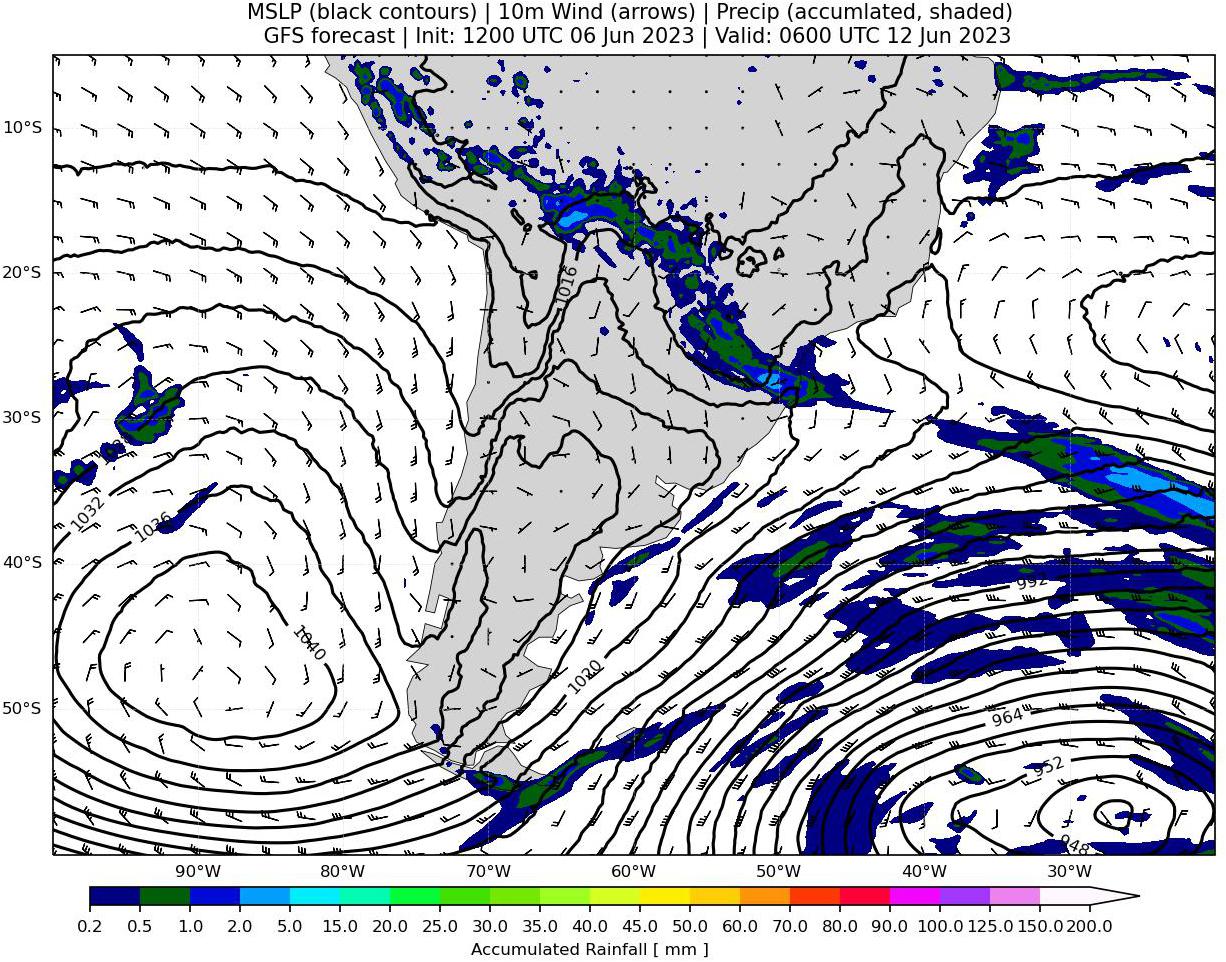 MSLP (black contours) | 10m Wind (arrows) | Precip (accumlated, shaded)
GFS forecast | Init: 1200 UTC 06 Jun 2023 | Valid: 0600 UTC 12 Jun 2023
10°S
20°S
1016
30°S
1032
1036
40°S
992
1040
1020
50°S
964
952
948
90°W 80°W 70°W 60°W 50°W 40°W 30°W
0.2 0.5 1.0 2.0 5.0 10.0 15.0 20.0 25.0 30.0 35.0 40.0 45.0 50.0 60.0 70.0 80.0 90.0 100.0 125.0 150.0 200.0
Accumulated Rainfall [ mm ]